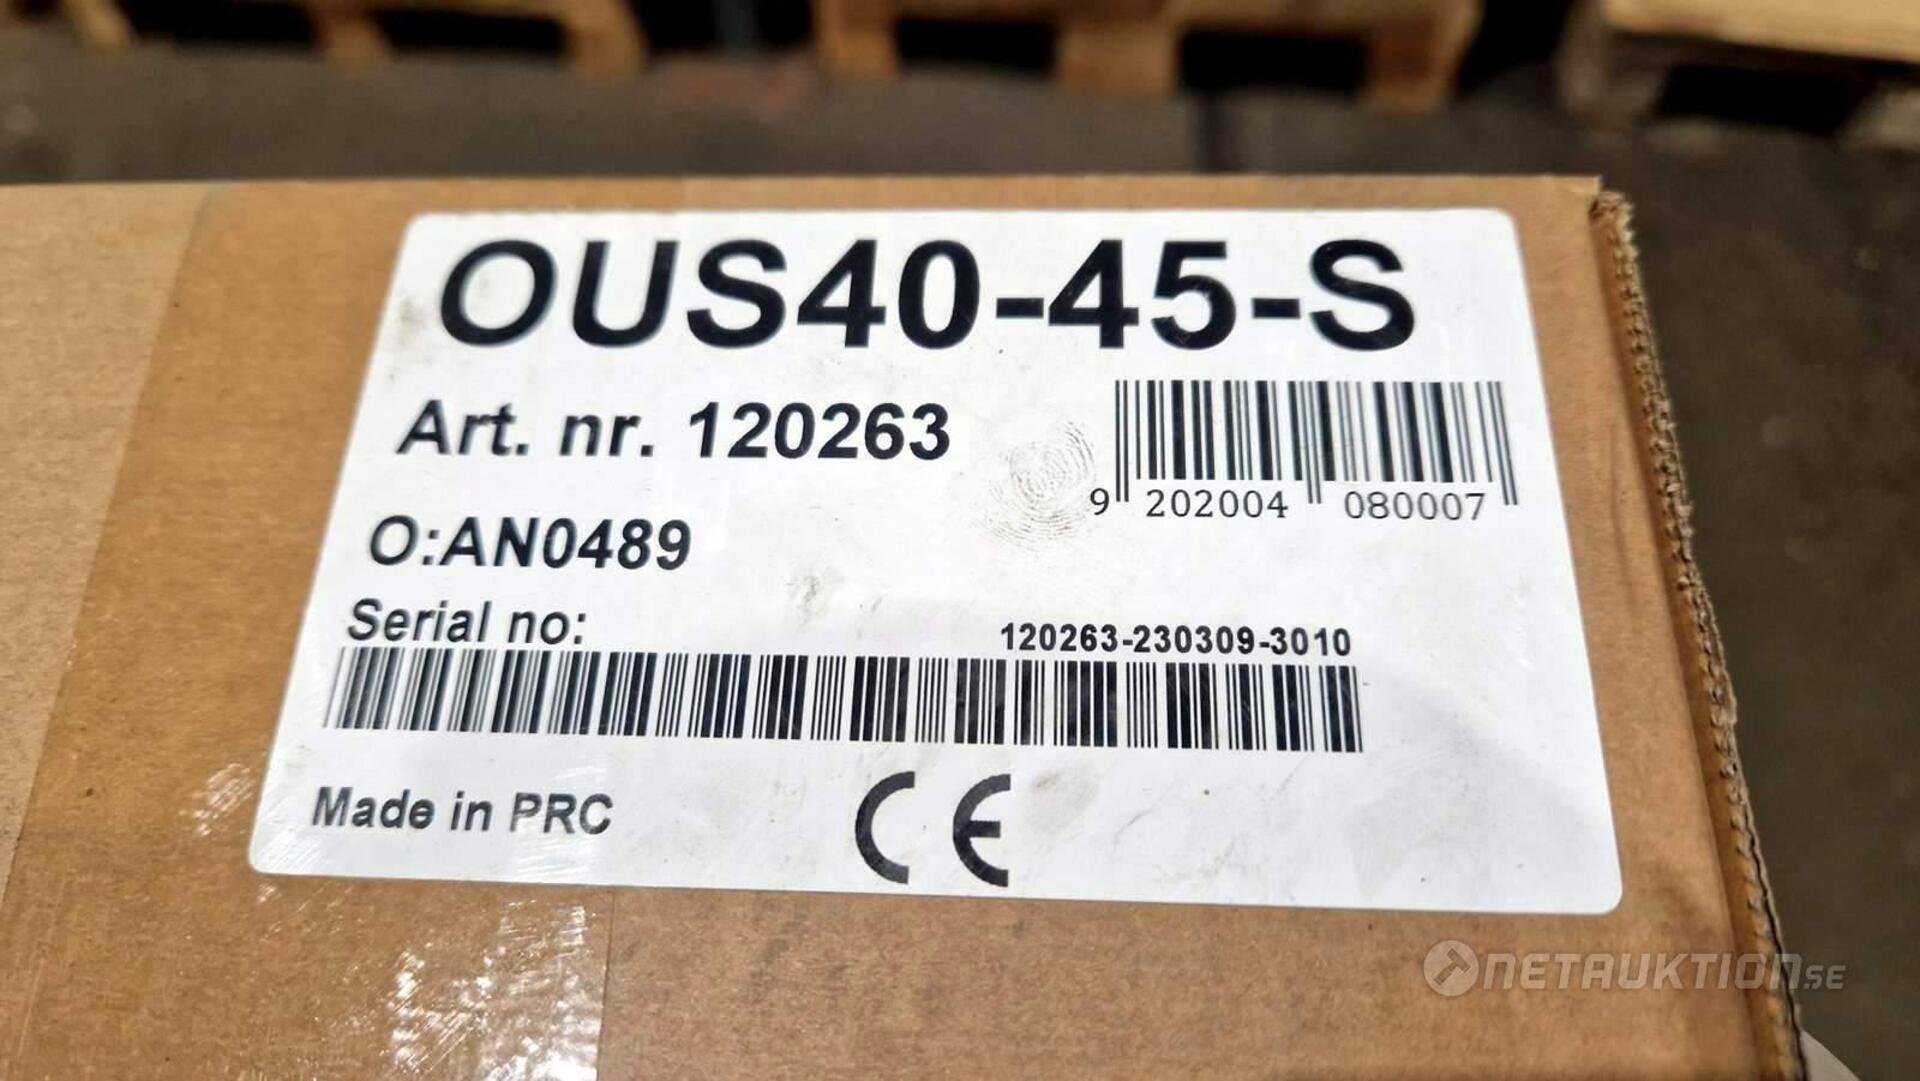 OUS40-45-S
Art. nr. 120263
9 202004 080007
O:AN0489
Serial no:
120263-230309-3010
Made in PRC
CE
NETAUKTION.SE